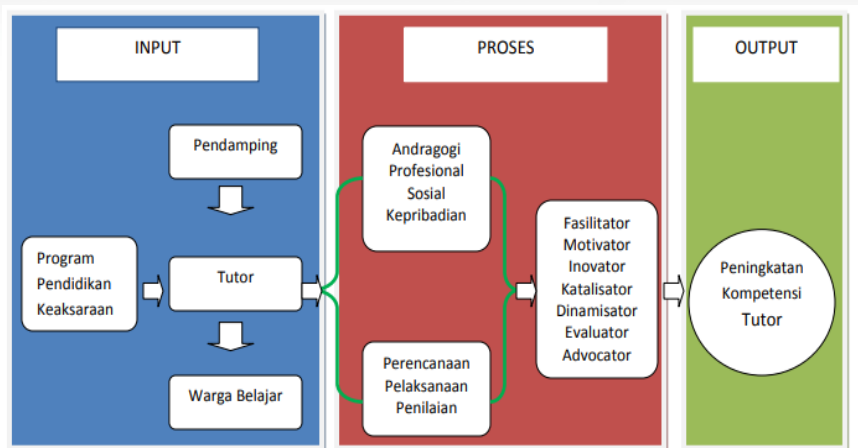 INPUT
PROSES
OUTPUT
Pendamping
Program
Pendidikan
Keaksaraan
Tutor
Warga Belajar
Andragogi
Profesional
Sosial
Kepribadian
Perencanaan
Pelaksanaan
Penilaian
Fasilitator
Motivator
Inovator
Katalisator
Dinamisator
Evaluator
Advocator
Peningkatan
Kompetensi
Tutor